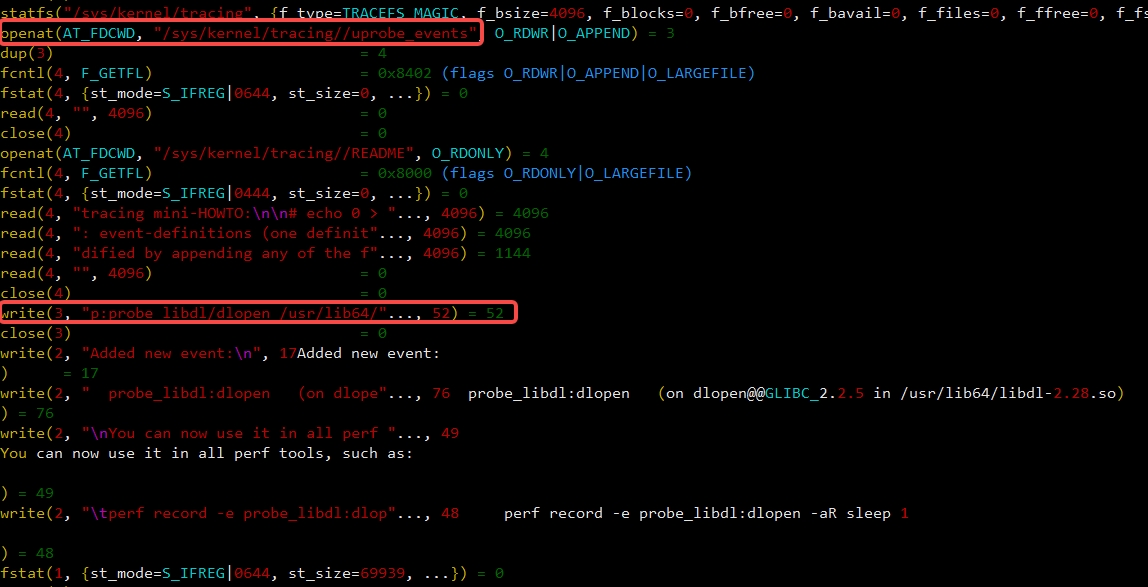 statfs("/sys/kernel/tracing", {f_type=TRACEFS_MAGIC, f_bsize=4096, f_blocks=0, f_bfree=0, f_bavail=0, f_files=0, f_ffree=0, f_fs
openat(AT_FDCWD, "/sys/kernel/tracing//uprobe_events", O_RDWR|O_APPEND) = 3
dup(3)                                  = 4
fcntl(4, F_GETFL)                       = 0x8402 (flags O_RDWR|O_APPEND|O_LARGEFILE)
fstat(4, {st_mode=S_IFREG|0644, st_size=0, ...}) = 0
read(4, "", 4096)                       = 0
close(4)                                = 0
openat(AT_FDCWD, "/sys/kernel/tracing//README", O_RDONLY) = 4
fcntl(4, F_GETFL)                       = 0x8000 (flags O_RDONLY|O_LARGEFILE)
fstat(4, {st_mode=S_IFREG|0444, st_size=0, ...}) = 0
read(4, "tracing mini-HOWTO:\n\n# echo 0 > "..., 4096) = 4096
read(4, ": event-definitions (one definit"..., 4096) = 4096
read(4, "dified by appending any of the f"..., 4096) = 1144
read(4, "", 4096)                       = 0
close(4)                                = 0
write(3, "p:probe_libdl/dlopen /usr/lib64/"..., 52) = 52
close(3)                                = 0
write(2, "Added new event:\n", 17Added new event:
)      = 17
write(2, "  probe_libdl:dlopen   (on dlope"..., 76  probe_libdl:dlopen   (on dlopen@@GLIBC_2.2.5 in /usr/lib64/libdl-2.28.so)
) = 76
write(2, "\nYou can now use it in all perf "..., 49
You can now use it in all perf tools, such as:
) = 49
write(2, "\tperf record -e probe_libdl:dlop"..., 48     perf record -e probe_libdl:dlopen -aR sleep 1
) = 48
fstat(1, {st_mode=S_IFREG|0644, st_size=69939, ...}) = 0